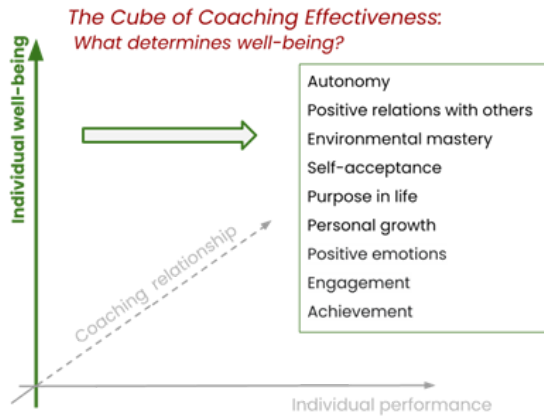 The Cube of Coaching Effectiveness:
What determines well-being?
Individual well-being
Autonomy
Positive relations with others
Environmental mastery
Self-acceptance
Purpose in life
Personal growth
Positive emotions
Engagement
Achievement
Coaching relationship
Individual performance